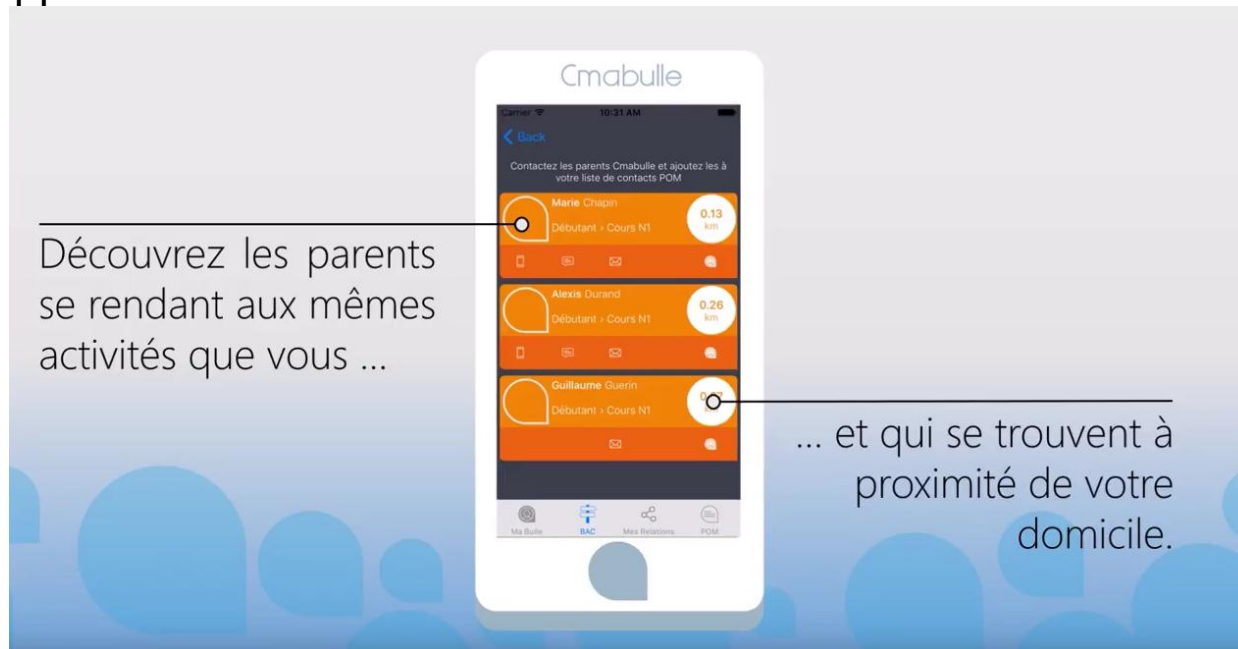 Cmabulle
Carrier 10:31 AM
Back
Contactez les parents Cmabulle et ajoutez les à
votre liste de contacts POM
Marie Chapin
Débutant > Cours N1
0.13
km
Alexis Durand
Débutant > Cours N1
0.26
km
Guillaume Guerin
Débutant > Cours N1
Ma Bulle BAC Mes Relations POM
Découvrez les parents
se rendant aux mêmes
activités que vous ...
... et qui se trouvent à
proximité de votre
domicile.